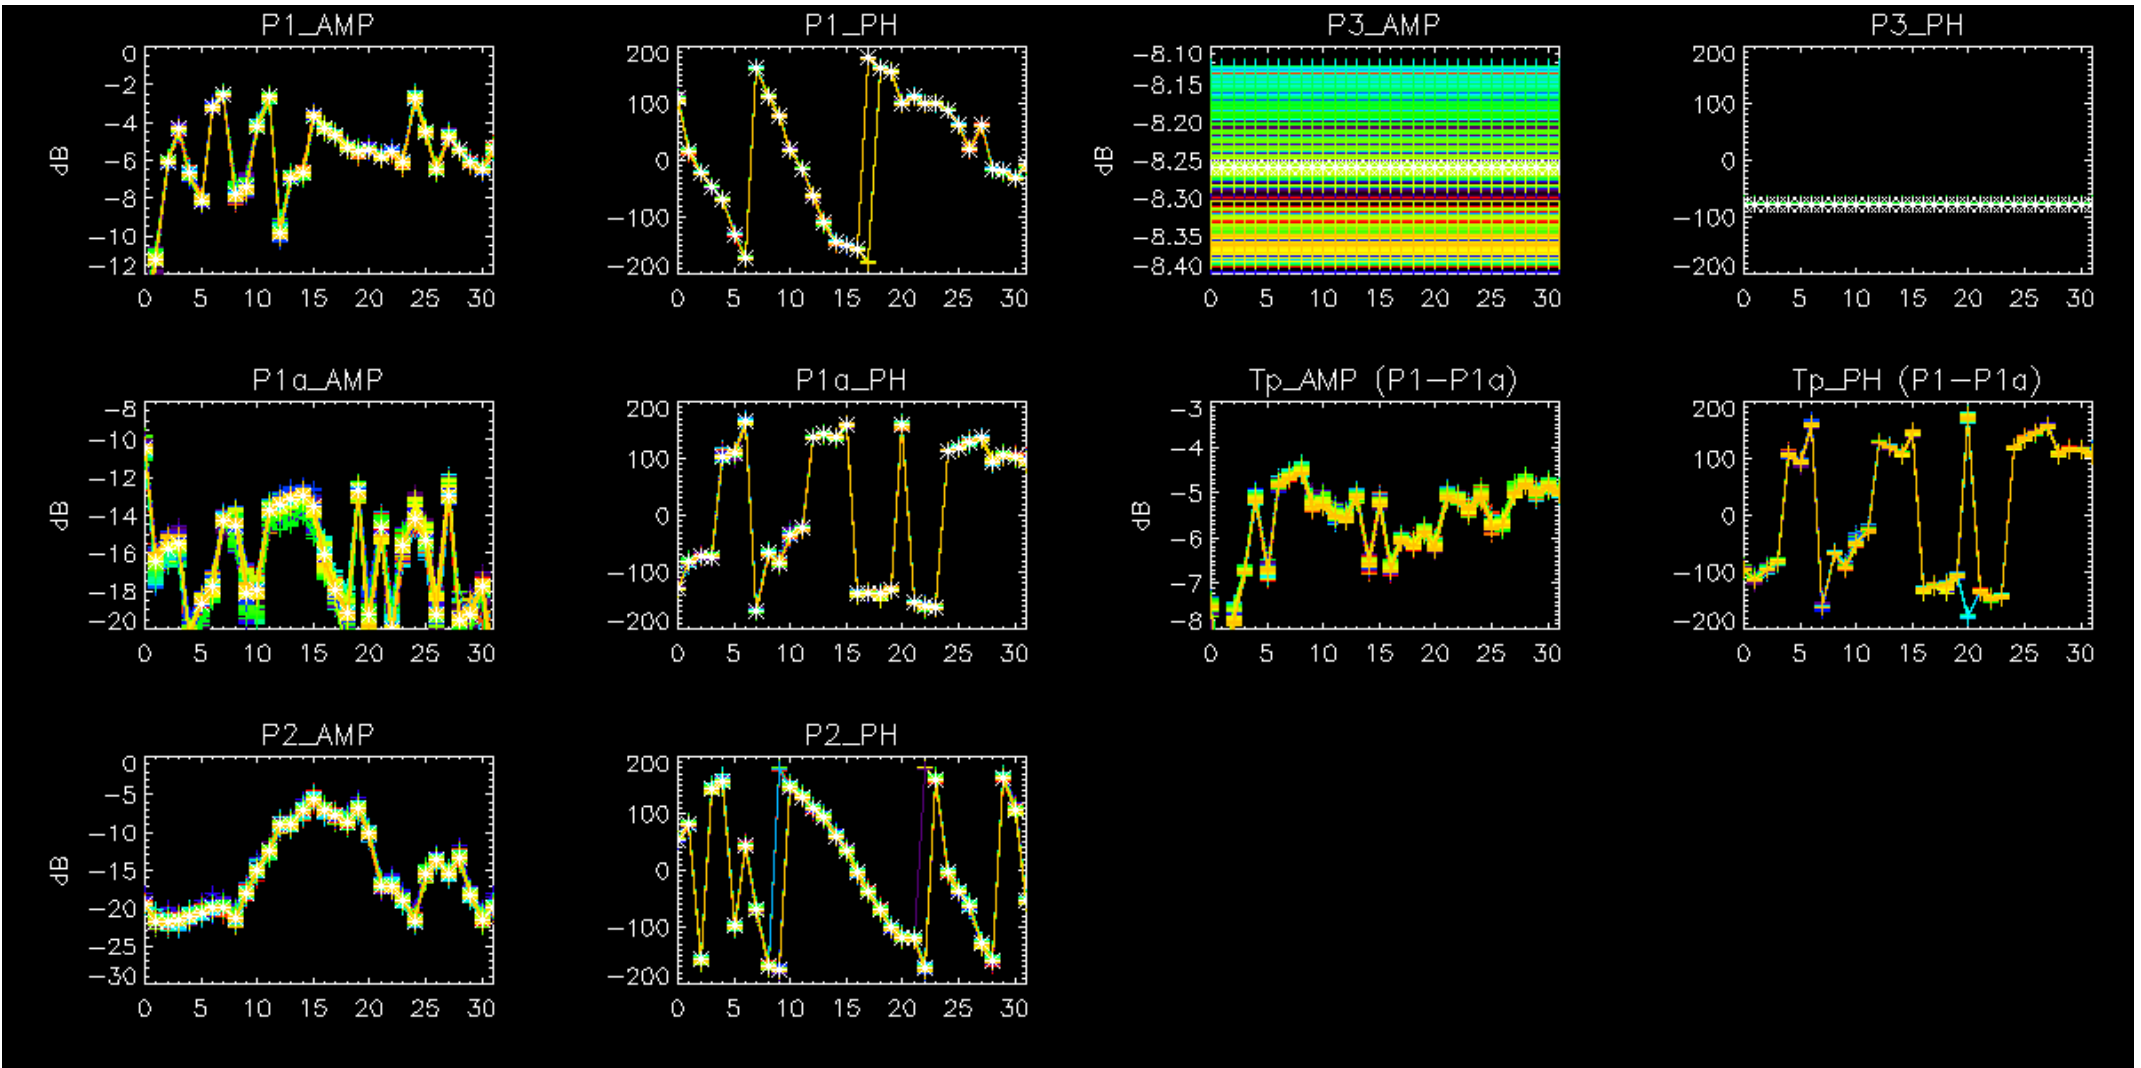 P1_AMP P1_PH P3_AMP P3_PH
dB 0 −2 −4 −6 −8 −10 −12
200 100 0 −100 −200
dB −8.10 −8.15 −8.20 −8.25 −8.30 −8.35 −8.40
200 100 0 −100 −200
0 5 10 15 20 25 30
0 5 10 15 20 25 30
0 5 10 15 20 25 30
0 5 10 15 20 25 30
P1a_AMP P1a_PH Tp_AMP (P1−P1a) Tp_PH (P1−P1a)
dB −8 −10 −12 −14 −16 −18 −20
200 100 0 −100 −200
dB −3 −4 −5 −6 −7 −8
200 100 0 −100 −200
0 5 10 15 20 25 30
0 5 10 15 20 25 30
0 5 10 15 20 25 30
0 5 10 15 20 25 30
P2_AMP P2_PH
dB 0 −5 −10 −15 −20 −25 −30
200 100 0 −100 −200
0 5 10 15 20 25 30
0 5 10 15 20 25 30